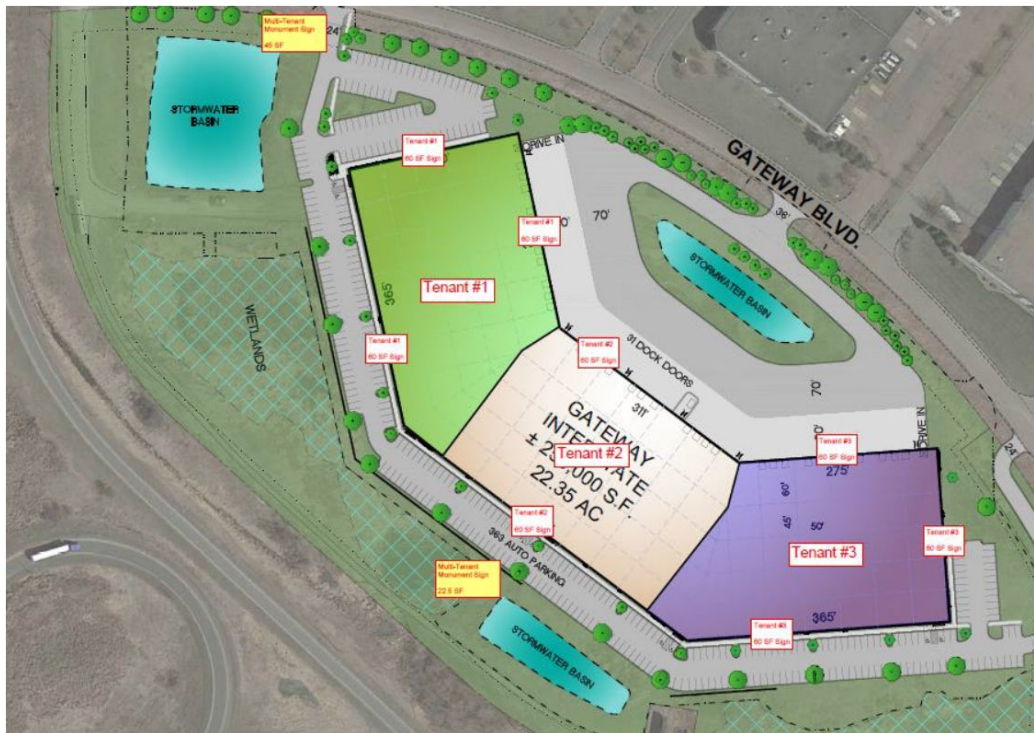 Multi-Tenant
Monument Sign
45 SF
24'
STORMWATER
BASIN
Tenant #1
60 SF Sign
DRIVE IN
GATEWAY BLVD.
36'
Tenant #1
60 SF Sign
70'
STORMWATER BASIN
Tenant #1
365'
WETLANDS
Tenant #1
60 SF Sign
Tenant #2
60 SF Sign
31 DOCK DOORS
70'
311'
GATEWAY
Tenant #2
22.35 AC
DRIVE IN
Tenant #3
60 SF Sign
275'
24'
60'
45'
50'
Tenant #3
Tenant #3
60 SF Sign
Tenant #2
60 SF Sign
363 AUTO PARKING
Multi-Tenant
Monument Sign
22.5 SF
365'
Tenant #3
60 SF Sign
STORMWATER
BASIN